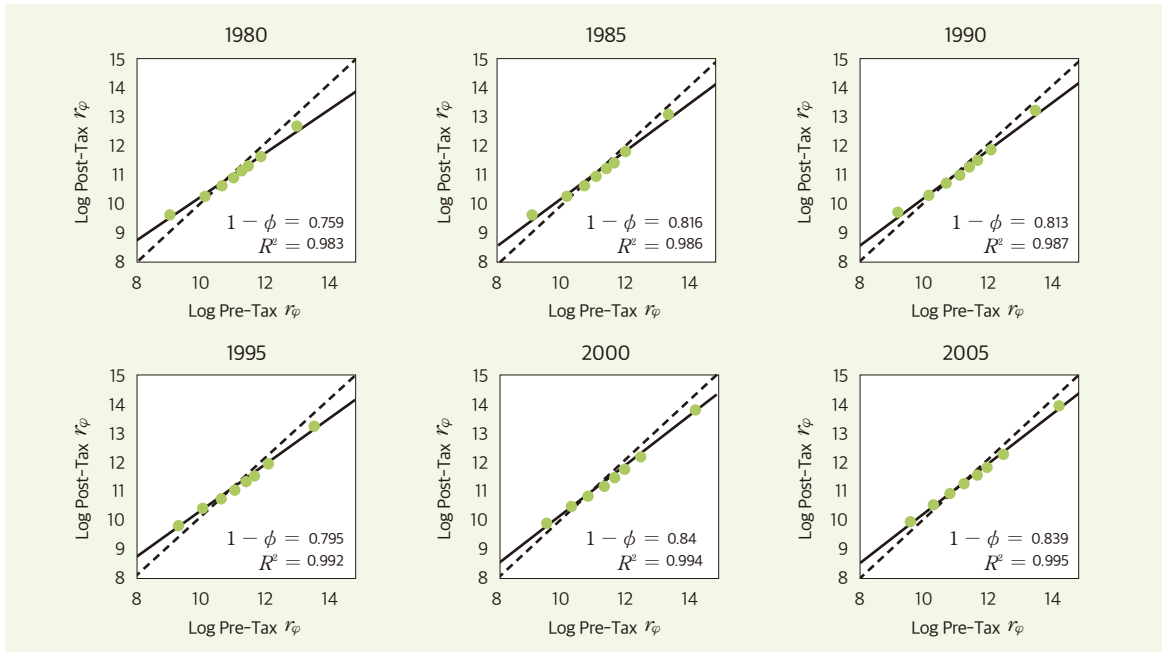 1980
15
14
13
12
11
10
9
8
8 10 12 14
Log Post-Tax rφ
1 − ϕ = 0.759
R² = 0.983
Log Pre-Tax rφ
1985
15
14
13
12
11
10
9
8
8 10 12 14
Log Post-Tax rφ
1 − ϕ = 0.816
R² = 0.986
Log Pre-Tax rφ
1990
15
14
13
12
11
10
9
8
8 10 12 14
Log Post-Tax rφ
1 − ϕ = 0.813
R² = 0.987
Log Pre-Tax rφ
1995
15
14
13
12
11
10
9
8
8 10 12 14
Log Post-Tax rφ
1 − ϕ = 0.795
R² = 0.992
Log Pre-Tax rφ
2000
15
14
13
12
11
10
9
8
8 10 12 14
Log Post-Tax rφ
1 − ϕ = 0.84
R² = 0.994
Log Pre-Tax rφ
2005
15
14
13
12
11
10
9
8
8 10 12 14
Log Post-Tax rφ
1 − ϕ = 0.839
R² = 0.995
Log Pre-Tax rφ